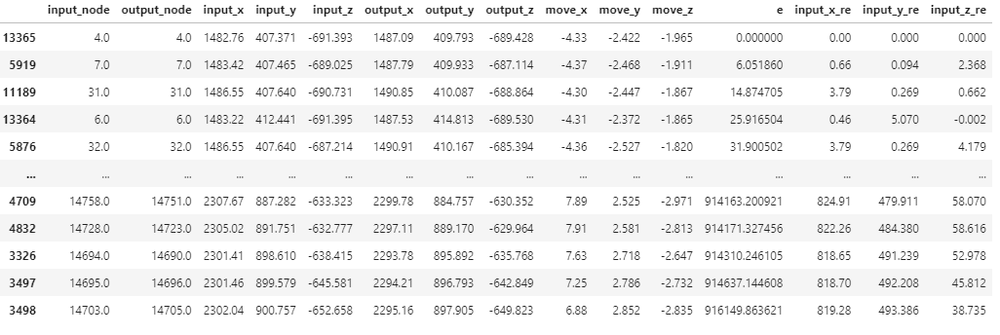 input_node output_node input_x input_y input_z output_x output_y output_z move_x move_y move_z e input_x_re input_y_re input_z_re
13365 4.0 4.0 1482.76 407.371 -691.393 1487.09 409.793 -689.428 -4.33 -2.422 -1.965 0.000000 0.00 0.000 0.000
5919 7.0 7.0 1483.42 407.465 -689.025 1487.79 409.933 -687.114 -4.37 -2.468 -1.911 6.051860 0.66 0.094 2.368
11189 31.0 31.0 1486.55 407.640 -690.731 1490.85 410.087 -688.864 -4.30 -2.447 -1.867 14.874705 3.79 0.269 0.662
13364 6.0 6.0 1483.22 412.441 -691.395 1487.53 414.813 -689.530 -4.31 -2.372 -1.865 25.916504 0.46 5.070 -0.002
5876 32.0 32.0 1486.55 407.640 -687.214 1490.91 410.167 -685.394 -4.36 -2.527 -1.820 31.900502 3.79 0.269 4.179
... ... ... ... ... ... ... ... ... ... ... ... ... ... ... ...
4709 14758.0 14751.0 2307.67 887.282 -633.323 2299.78 884.757 -630.352 7.89 2.525 -2.971 914163.200921 824.91 479.911 58.070
4832 14728.0 14723.0 2305.02 891.751 -632.777 2297.11 889.170 -629.964 7.91 2.581 -2.813 914171.327456 822.26 484.380 58.616
3326 14694.0 14690.0 2301.41 898.610 -638.415 2293.78 895.892 -635.768 7.63 2.718 -2.647 914310.246105 818.65 491.239 52.978
3497 14695.0 14696.0 2301.46 899.579 -645.581 2294.21 896.793 -642.849 7.25 2.786 -2.732 914637.144608 818.70 492.208 45.812
3498 14703.0 14705.0 2302.04 900.757 -652.658 2295.16 897.905 -649.823 6.88 2.852 -2.835 916149.863621 819.28 493.386 38.735